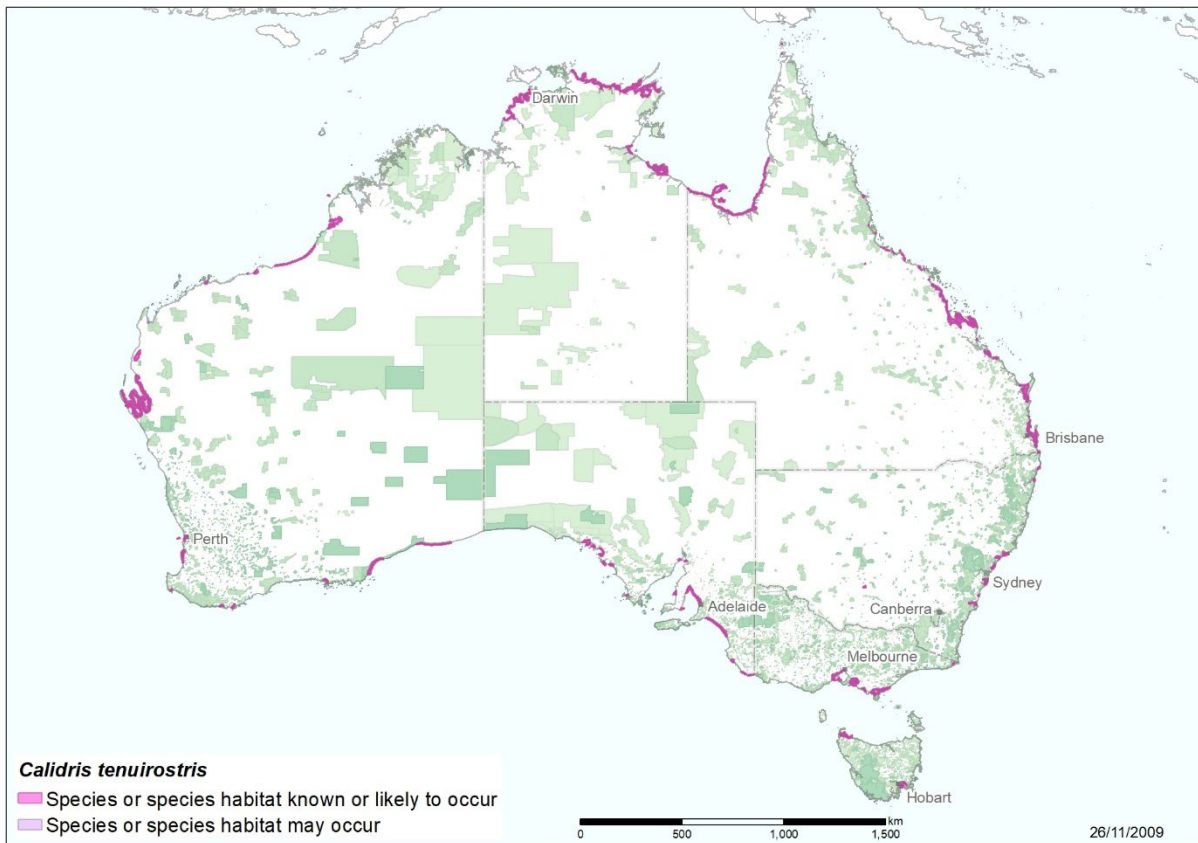 Darwin
Brisbane
Perth
Sydney
Adelaide
Canberra
Melbourne
Hobart
Calidris tenuirostris
Species or species habitat known or likely to occur
Species or species habitat may occur
km
0 500 1,000 1,500
26/11/2009